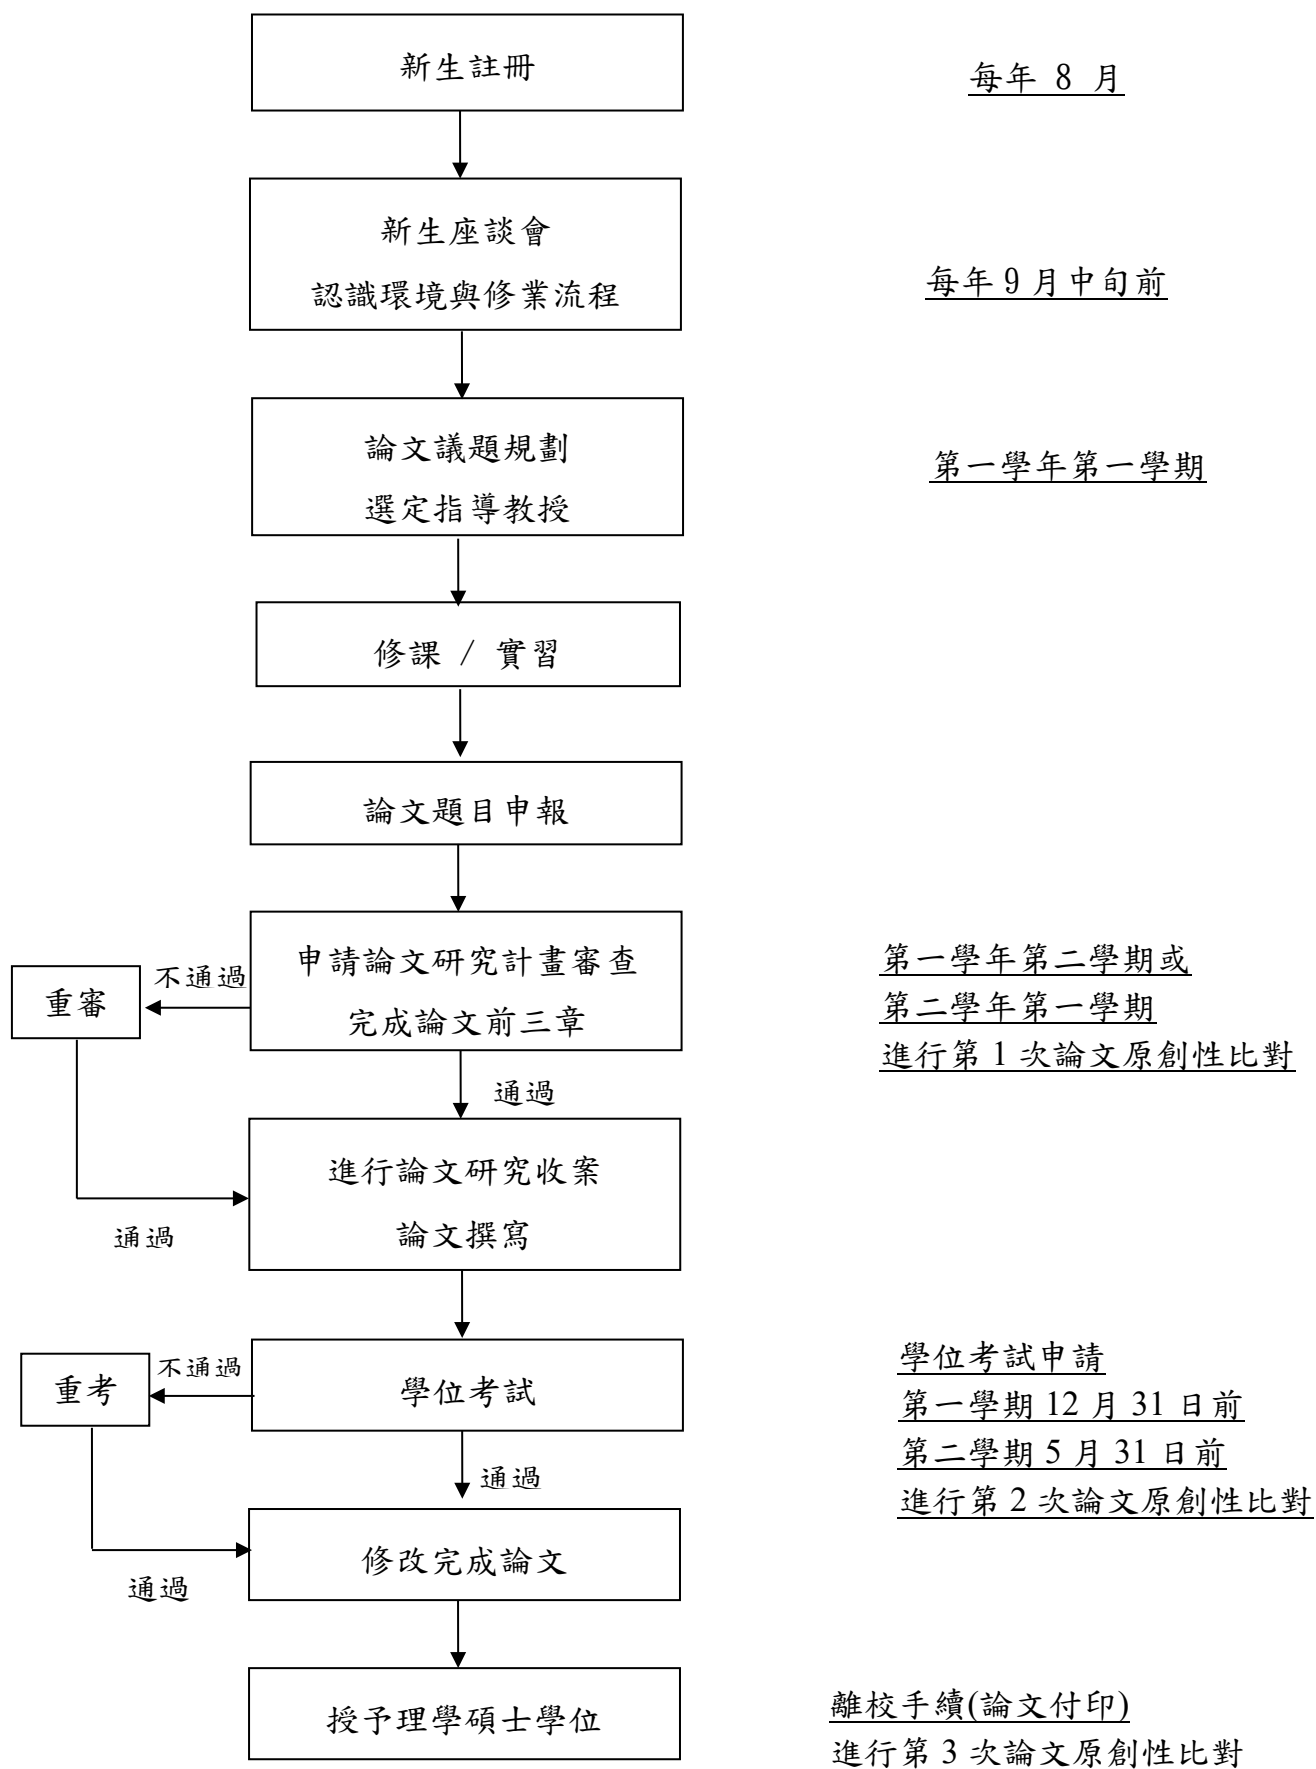 新生註冊
每年 8 月
新生座談會
認識環境與修業流程
每年9月中旬前
論文議題規劃
選定指導教授
第一學年第一學期
修課 / 實習
論文題目申報
申請論文研究計畫審查
完成論文前三章
不通過
重審
第一學年第二學期或
第二學年第一學期
進行第1次論文原創性比對
通過
進行論文研究收案
論文撰寫
通過
學位考試
不通過
重考
學位考試申請
第一學期12月31日前
第二學期5月31日前
進行第2次論文原創性比對
通過
修改完成論文
通過
授予理學碩士學位
離校手續(論文付印)
進行第3次論文原創性比對